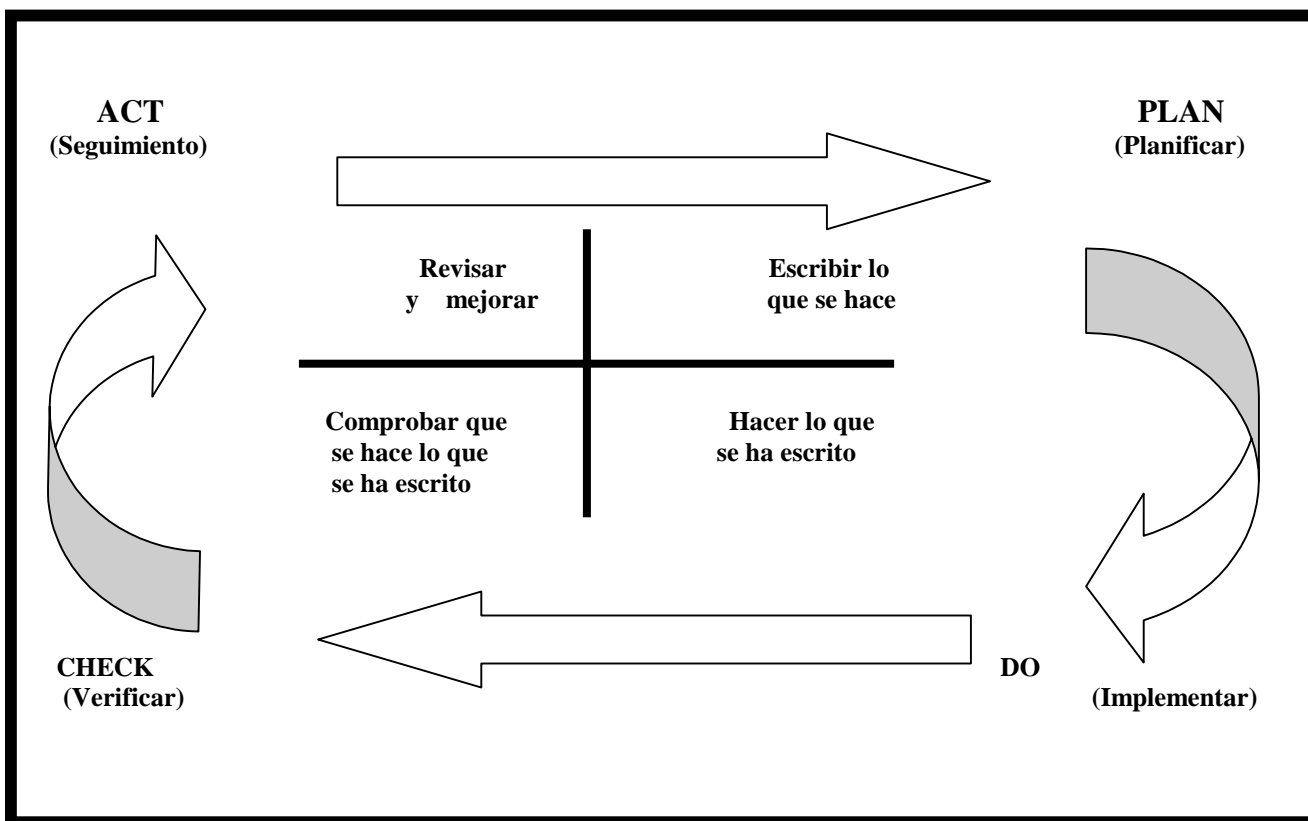 ACT
(Seguimiento)
PLAN
(Planificar)
Revisar
y mejorar
Escribir lo
que se hace
Comprobar que
se hace lo que
se ha escrito
Hacer lo que
se ha escrito
CHECK
(Verificar)
DO
(Implementar)